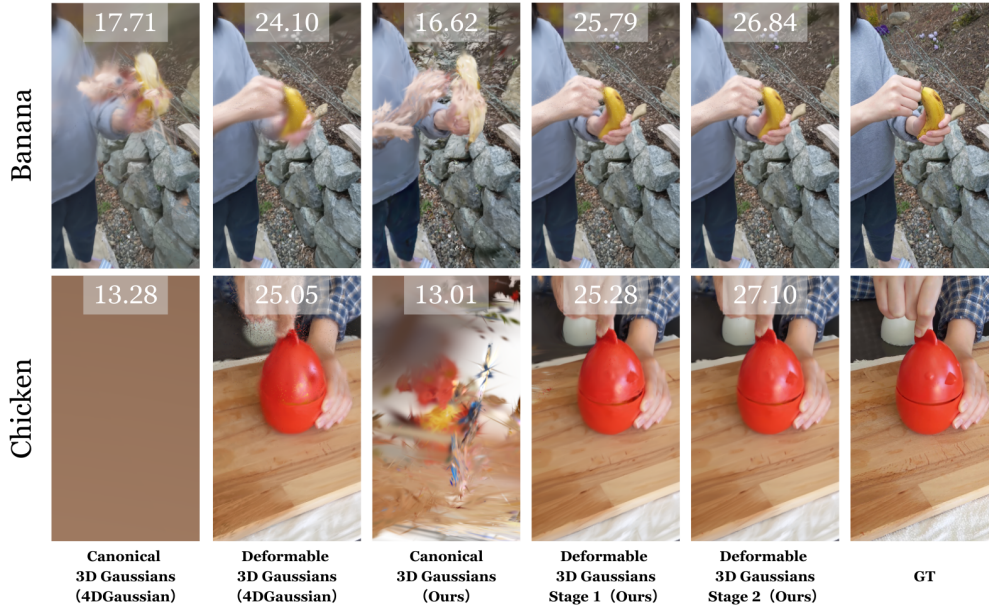 Banana
17.71
24.10
16.62
25.79
26.84
Chicken
13.28
25.05
13.01
25.28
27.10
Canonical
3D Gaussians
(4DGaussian)
Deformable
3D Gaussians
(4DGaussian)
Canonical
3D Gaussians
(Ours)
Deformable
3D Gaussians
Stage 1 (Ours)
Deformable
3D Gaussians
Stage 2 (Ours)
GT